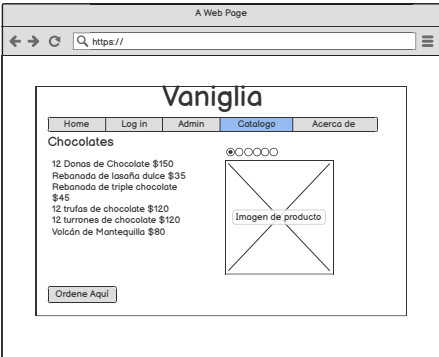 A Web Page
https://
Vaniglia
Home Log in Admin Catalogo Acerca de
Chocolates
12 Donas de Chocolate $150
Rebanada de lasaña dulce $35
Rebanada de triple chocolate
$45
12 trufas de chocolate $120
12 turrones de chocolate $120
Volcán de Mantequilla $80
Imagen de producto
Ordene Aquí